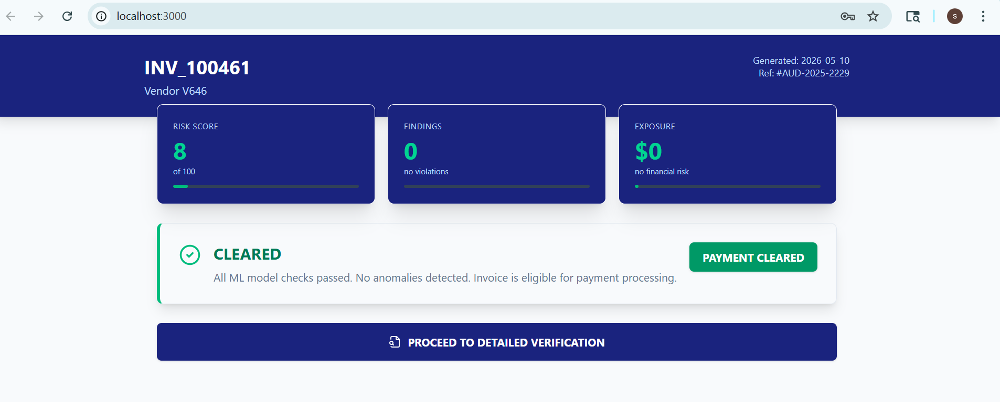 localhost:3000
S
INV_100461
Vendor V646
Generated: 2026-05-10
Ref: #AUD-2025-2229
RISK SCORE
8
of 100
FINDINGS
0
no violations
EXPOSURE
$0
no financial risk
CLEARED
All ML model checks passed. No anomalies detected. Invoice is eligible for payment processing.
PAYMENT CLEARED
PROCEED TO DETAILED VERIFICATION